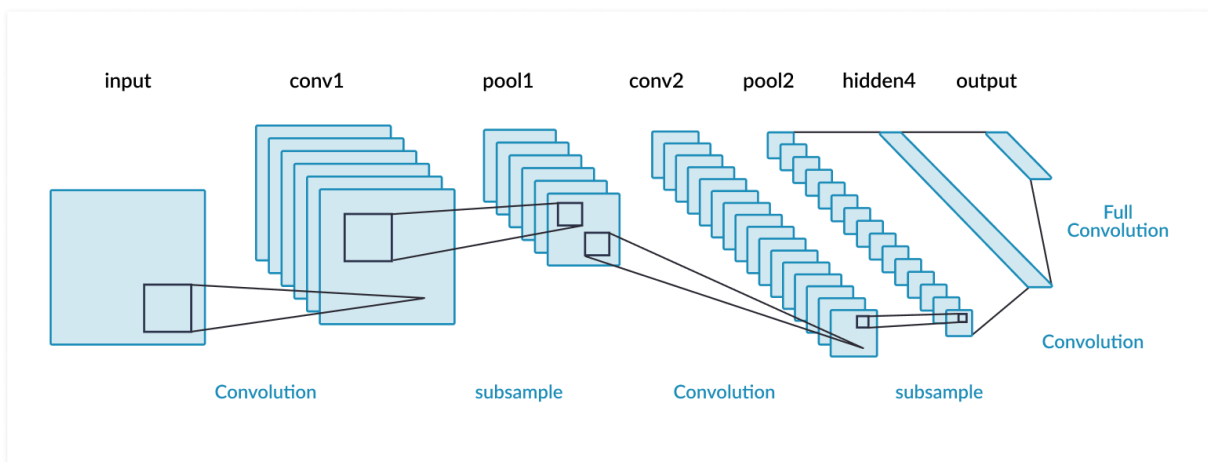 input
conv1
pool1
conv2
pool2
hidden4
output
Full
Convolution
Convolution
Convolution
subsample
Convolution
subsample